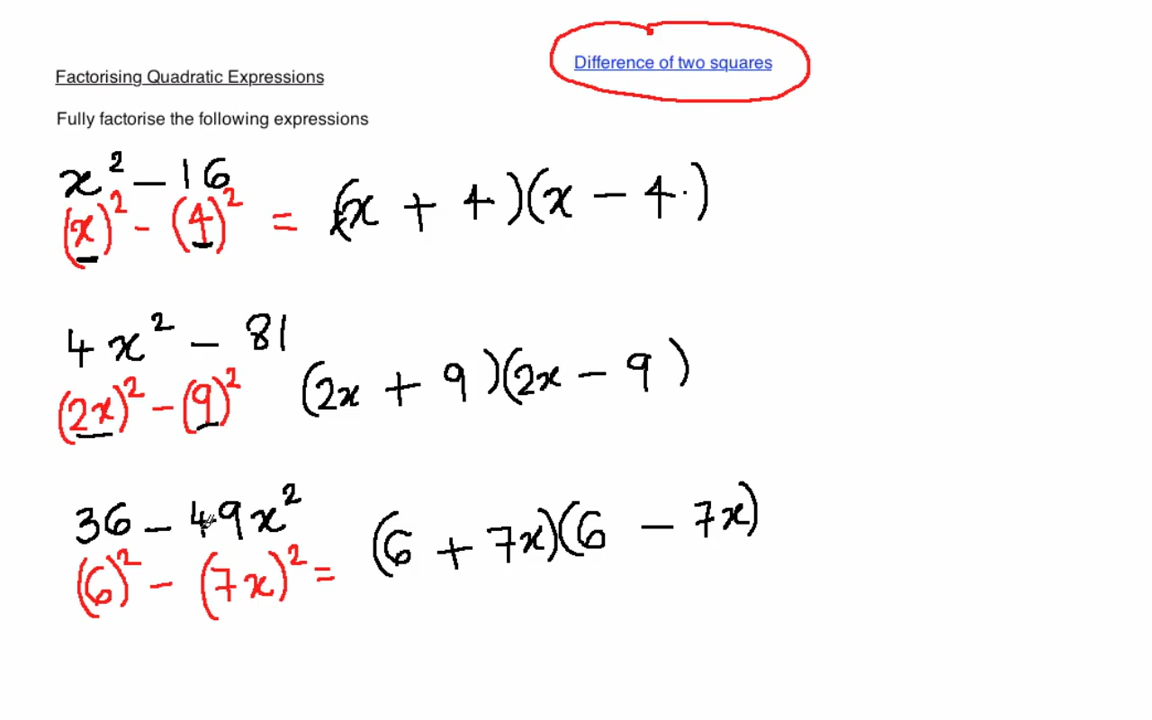 Difference of two squares
Factorising Quadratic Expressions
Fully factorise the following expressions
x² - 16
(x)² - (4)² = (x + 4)(x - 4)
4x² - 81
(2x)² - (9)² (2x + 9)(2x - 9)
36 - 49x²
(6)² - (7x)² = (6 + 7x)(6 - 7x)